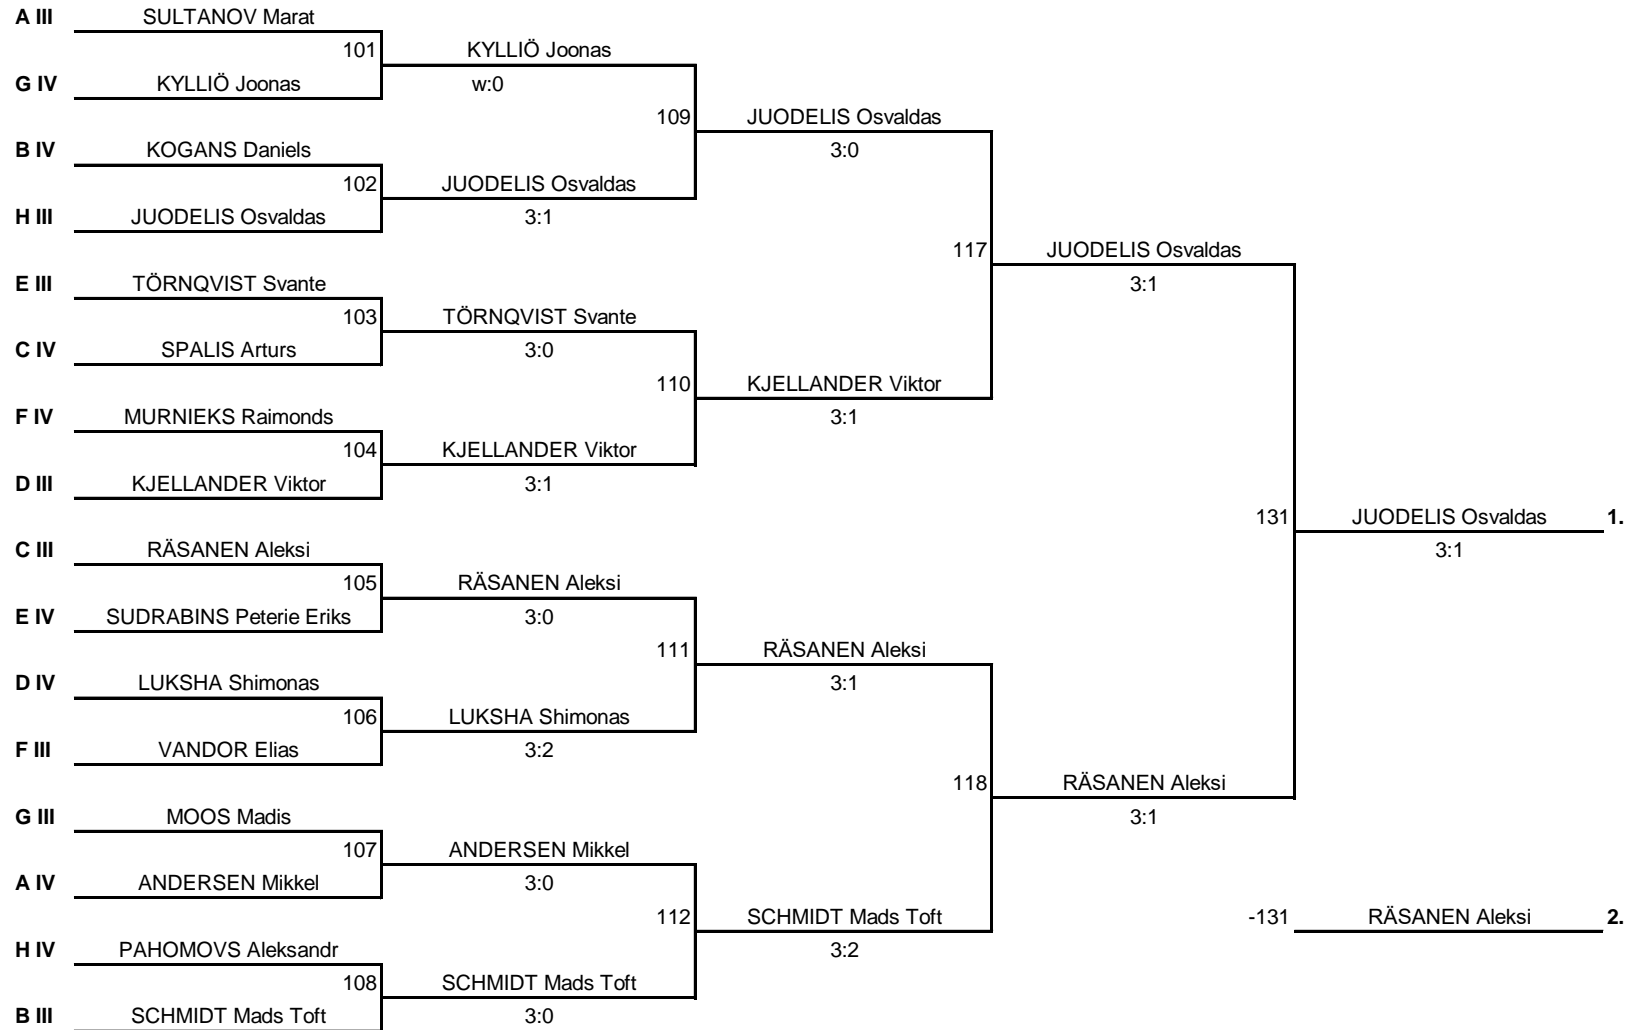 A III SULTANOV Marat
101 KYLLIÖ Joonas
G IV KYLLIÖ Joonas w:0
109 JUODELIS Osvaldas
B IV KOGANS Daniels 3:0
102 JUODELIS Osvaldas
H III JUODELIS Osvaldas 3:1
117 JUODELIS Osvaldas
E III TÖRNQVIST Svante 3:1
103 TÖRNQVIST Svante
C IV SPALIS Arturs 3:0
110 KJELLANDER Viktor
F IV MURNIEKS Raimonds 3:1
104 KJELLANDER Viktor
D III KJELLANDER Viktor 3:1
131 JUODELIS Osvaldas 1.
C III RÄSANEN Aleksi 3:1
105 RÄSANEN Aleksi
E IV SUDRABINS Peterie Eriks 3:0
111 RÄSANEN Aleksi
D IV LUKSHA Shimonas 3:1
106 LUKSHA Shimonas
F III VANDOR Elias 3:2
118 RÄSANEN Aleksi
G III MOOS Madis 3:1
107 ANDERSEN Mikkel
A IV ANDERSEN Mikkel 3:0
112 SCHMIDT Mads Toft -131 RÄSANEN Aleksi 2.
H IV PAHOMOVS Aleksandr 3:2
108 SCHMIDT Mads Toft
B III SCHMIDT Mads Toft 3:0